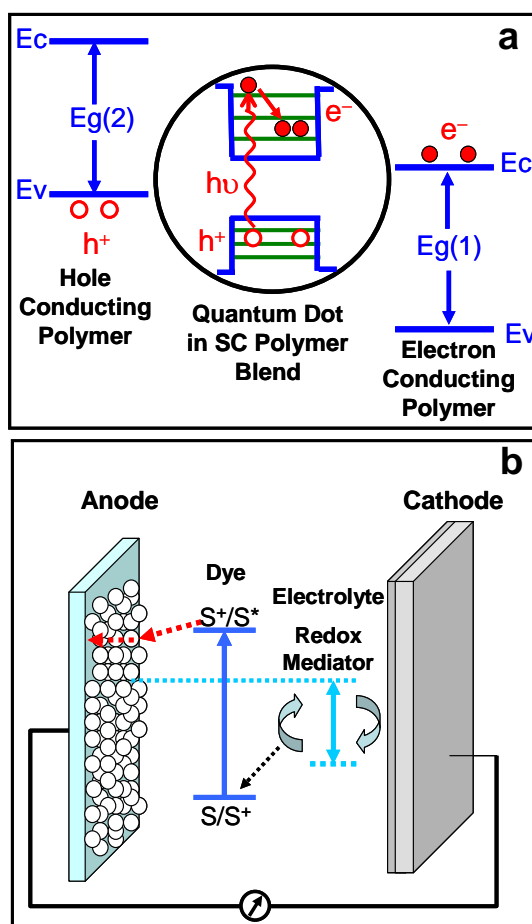 a
Ec
Eg(2)
Ev
h⁺
Hole
Conducting
Polymer
e⁻
hυ
h⁺
Quantum Dot
in SC Polymer
Blend
e⁻
Ec
Eg(1)
Ev
Electron
Conducting
Polymer
b
Anode
Cathode
Dye
S⁺/S*
Electrolyte
Redox
Mediator
S/S⁺